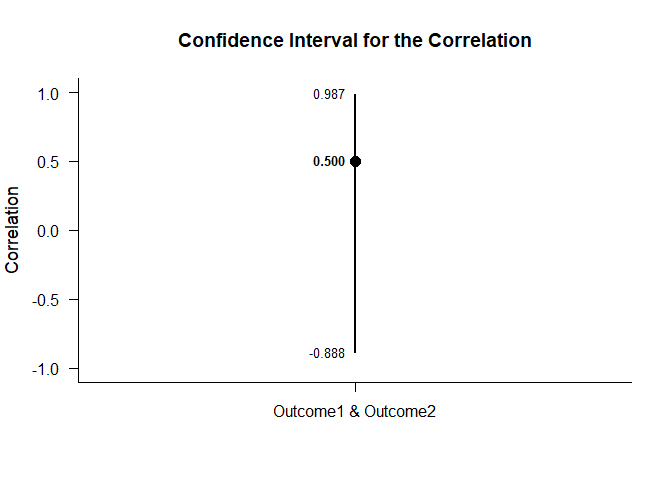 Confidence Interval for the Correlation
Correlation
1.0
0.5
0.0
-0.5
-1.0
0.987
0.500
-0.888
Outcome1 & Outcome2